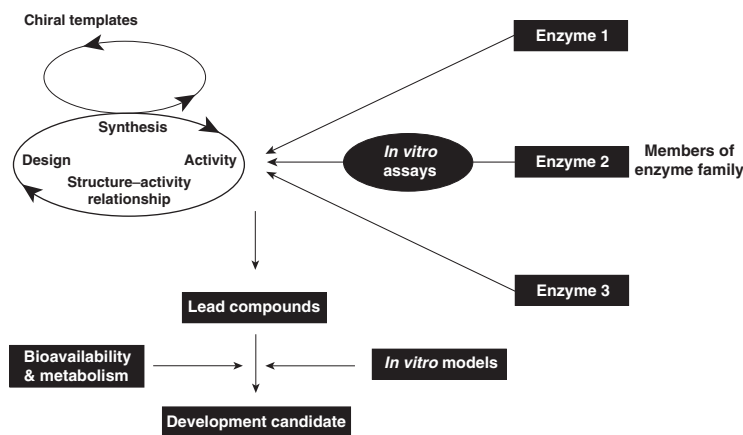 Chiral templates
Enzyme 1
Synthesis
Design
Activity
Structure–activity
relationship
In vitro
assays
Enzyme 2
Members of
enzyme family
Enzyme 3
Lead compounds
Bioavailability
& metabolism
In vitro models
Development candidate